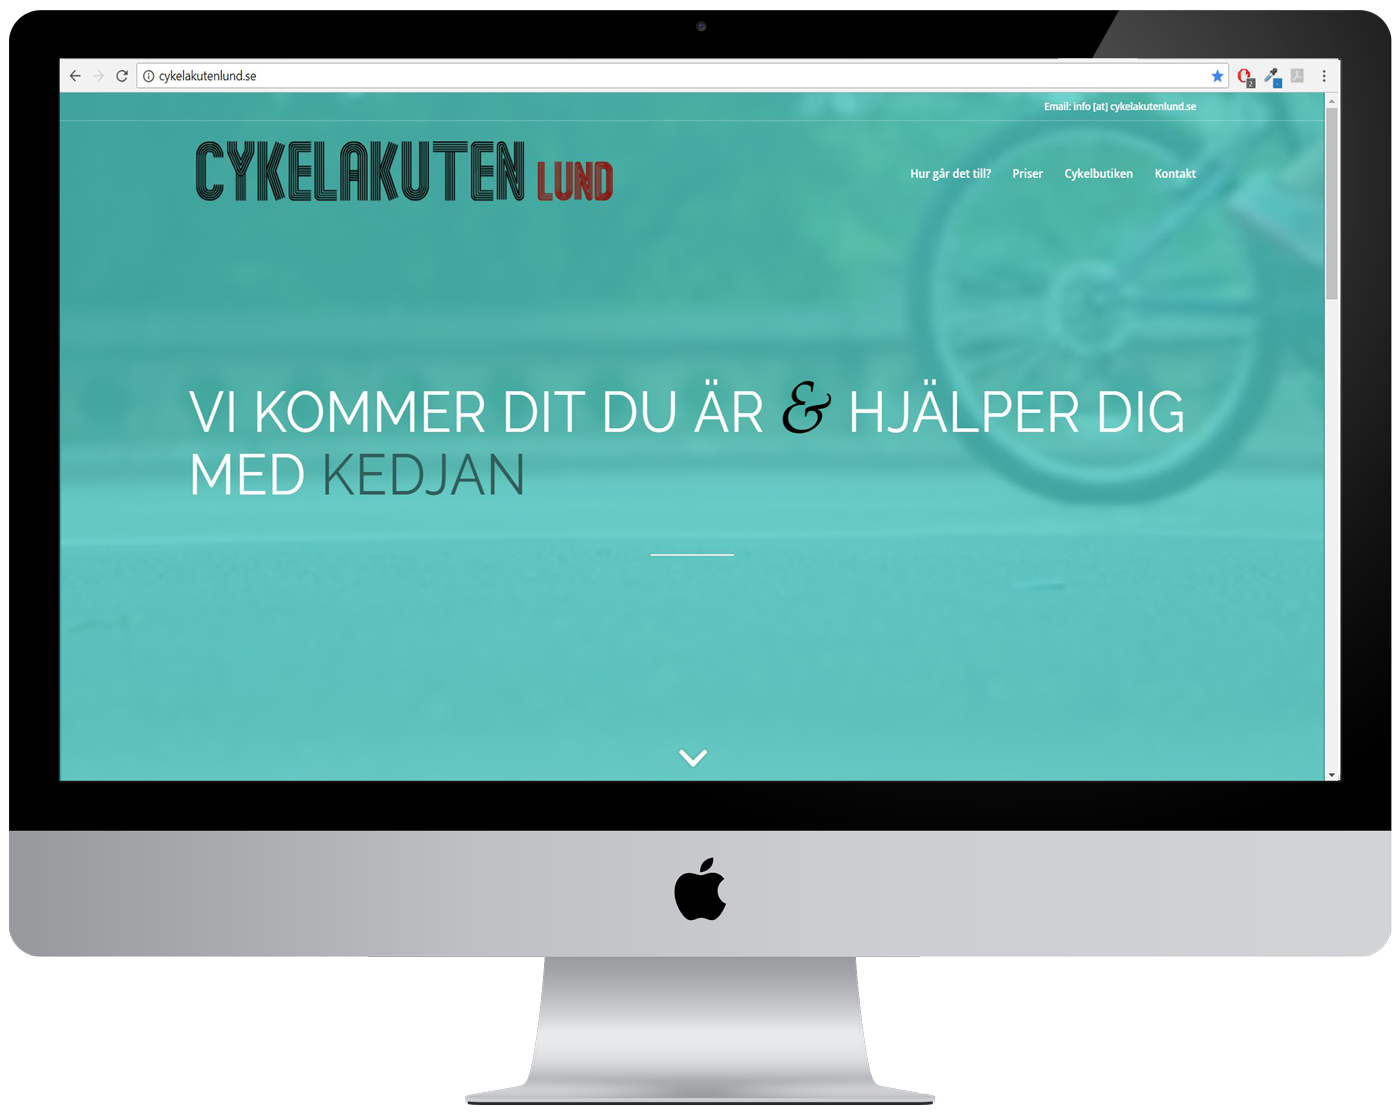 cykelakutenlund.se
2
Email: info [at] cykelakutenlund.se
CYKELAKUTEN LUND
Hur går det till? Priser Cykelbutiken Kontakt
VI KOMMER DIT DU ÄR & HJÄLPER DIG
MED KEDJAN